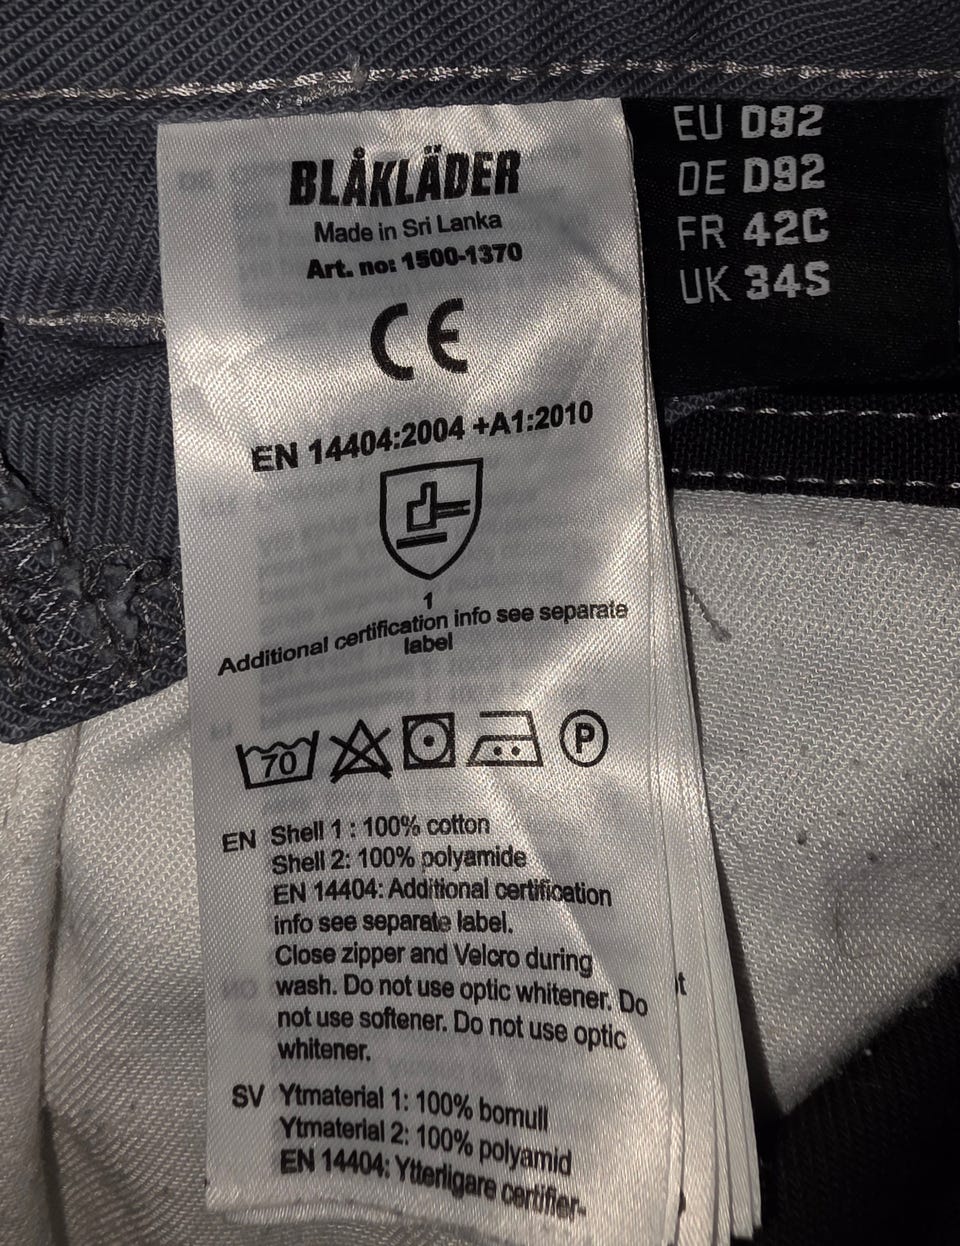 BLÅKLÄDER
Made in Sri Lanka
Art. no: 1500-1370
CE
EN 14404:2004 +A1:2010
1
Additional certification info see separate
label
70
P
EN Shell 1 : 100% cotton
Shell 2: 100% polyamide
EN 14404: Additional certification
info see separate label.
Close zipper and Velcro during
wash. Do not use optic whitener. Do
not use softener. Do not use optic
whitener.
SV Ytmaterial 1: 100% bomull
Ytmaterial 2: 100% polyamid
EN 14404: Ytterligare certifier-
EU D92
DE D92
FR 42C
UK 34S